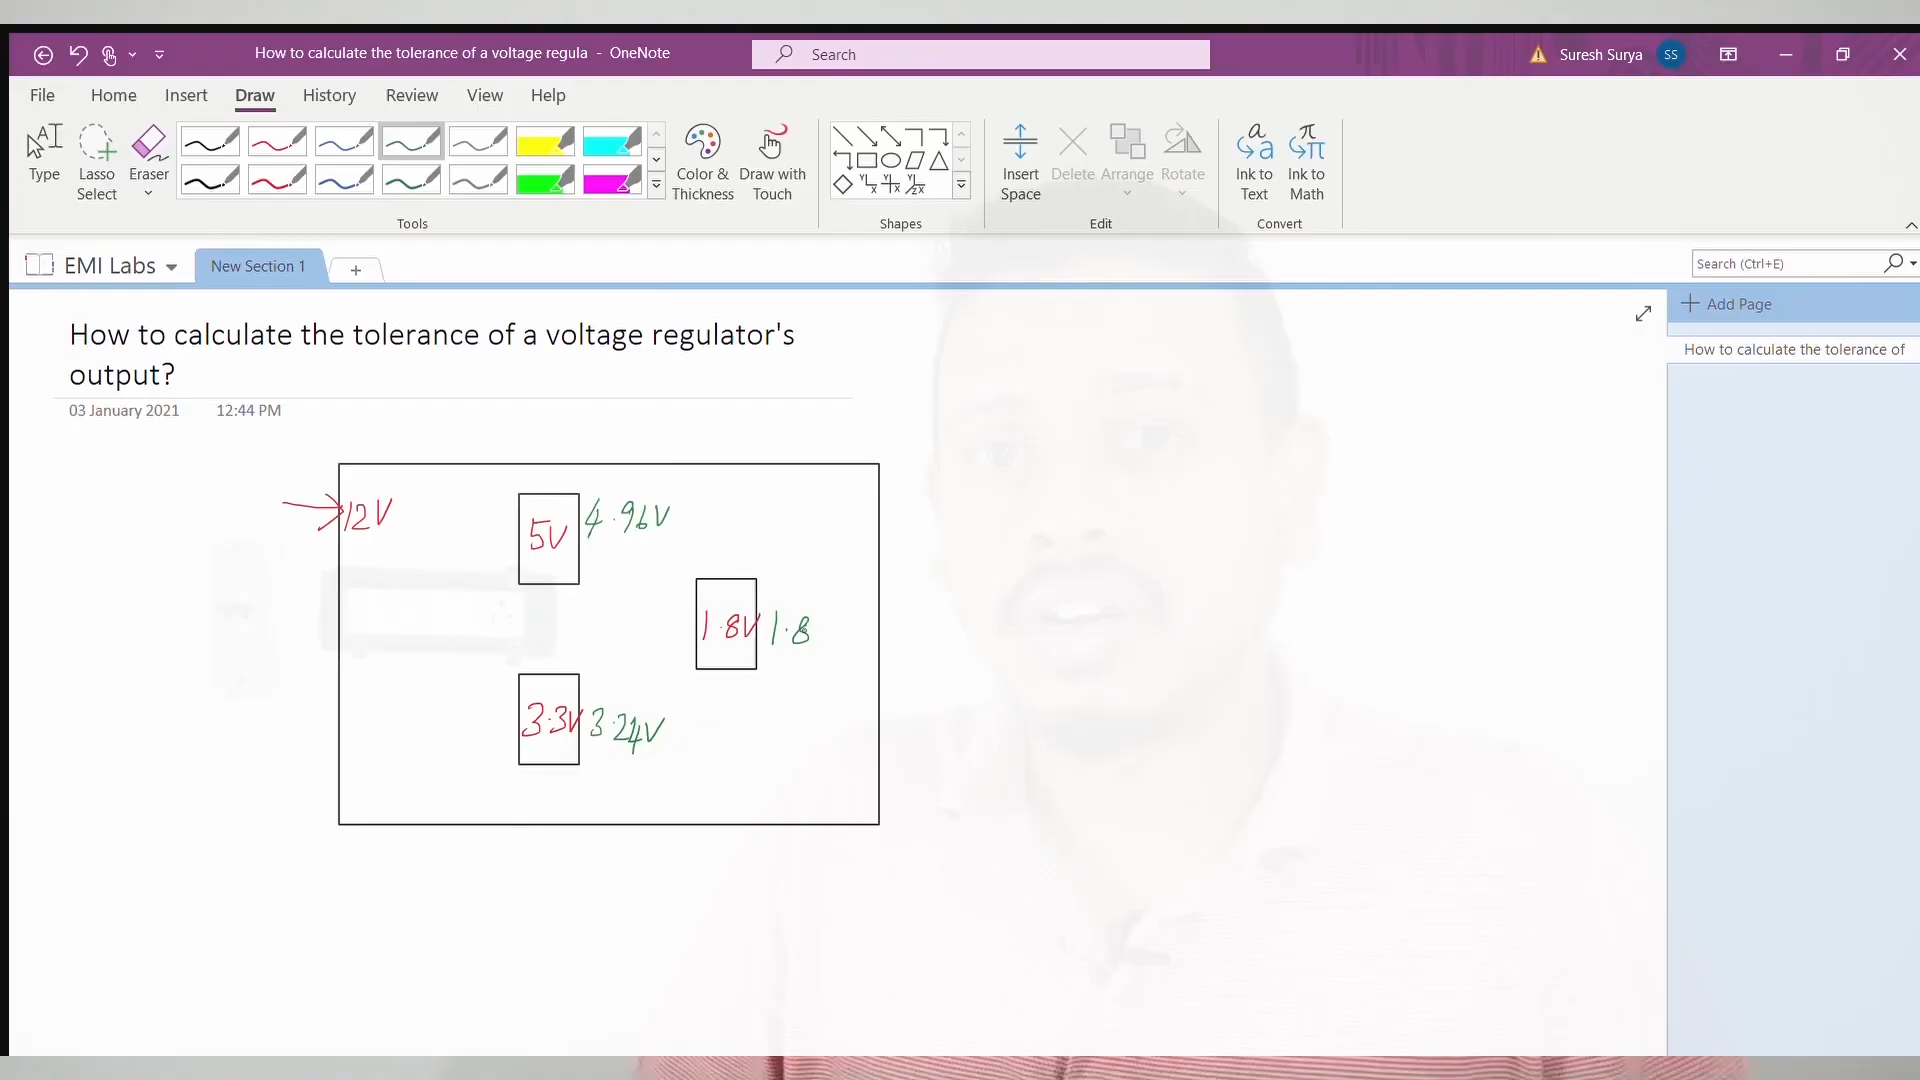 How to calculate the tolerance of a voltage regula - OneNote
Search
Suresh Surya
SS
File Home Insert Draw History Review View Help
Type
Lasso Select
Eraser
Color & Thickness
Draw with Touch
Insert Space
Delete
Arrange
Rotate
Ink to Text
Ink to Math
Tools
Shapes
Edit
Convert
EMI Labs
New Section 1
Search (Ctrl+E)
Add Page
How to calculate the tolerance of
How to calculate the tolerance of a voltage regulator's
output?
03 January 2021 12:44 PM
12V
5V 4.96V
1.8V 1.8
3.3V 3.24V